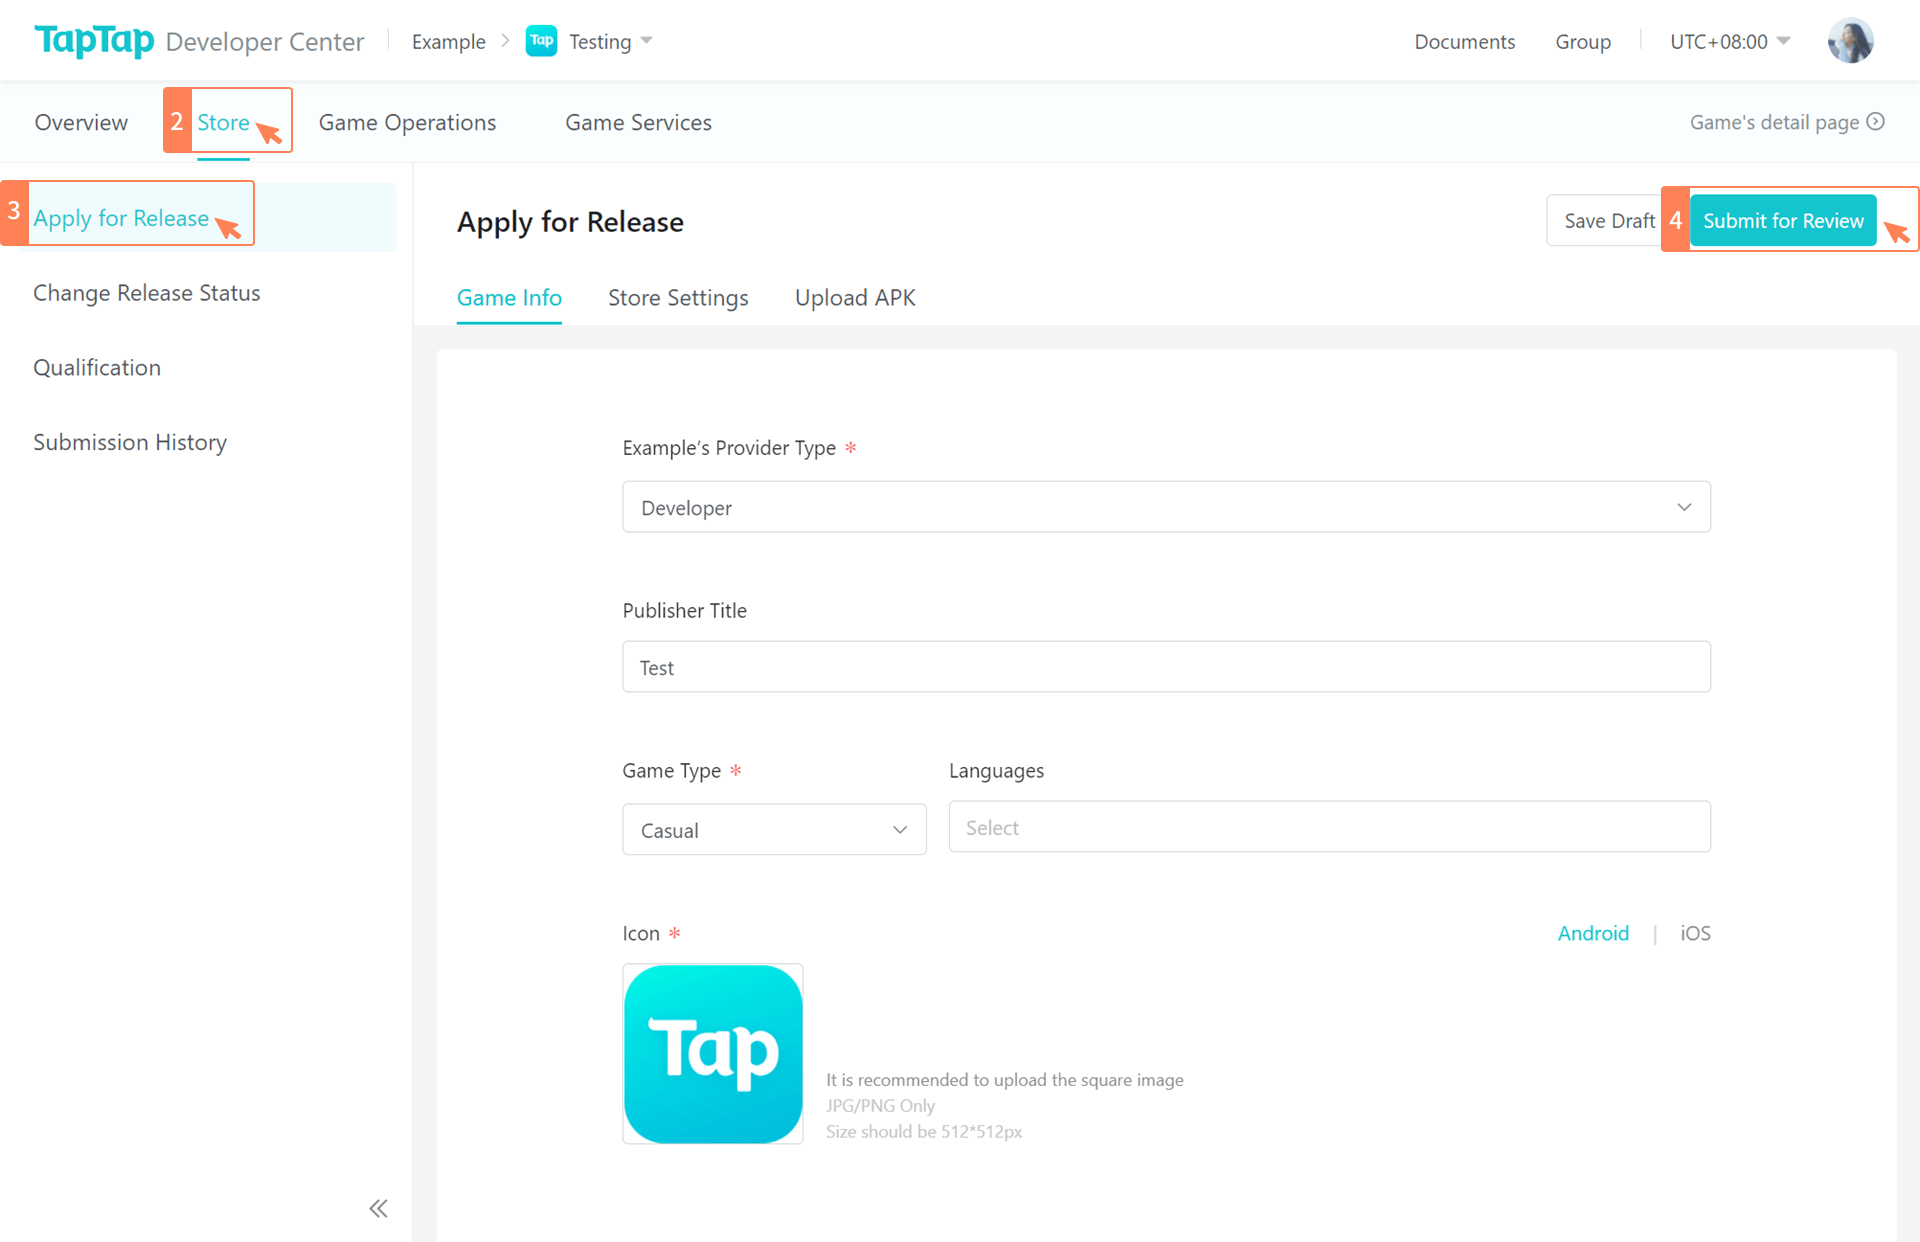 TapTap Developer Center Example Tap Testing Documents Group UTC+08:00
Overview 2 Store Game Operations Game Services Game's detail page
3 Apply for Release
Change Release Status
Qualification
Submission History
Apply for Release Save Draft 4 Submit for Review
Game Info Store Settings Upload APK
Example’s Provider Type *
Developer
Publisher Title
Test
Game Type * Languages
Casual Select
Icon * Android | iOS
Tap
It is recommended to upload the square image
JPG/PNG Only
Size should be 512*512px